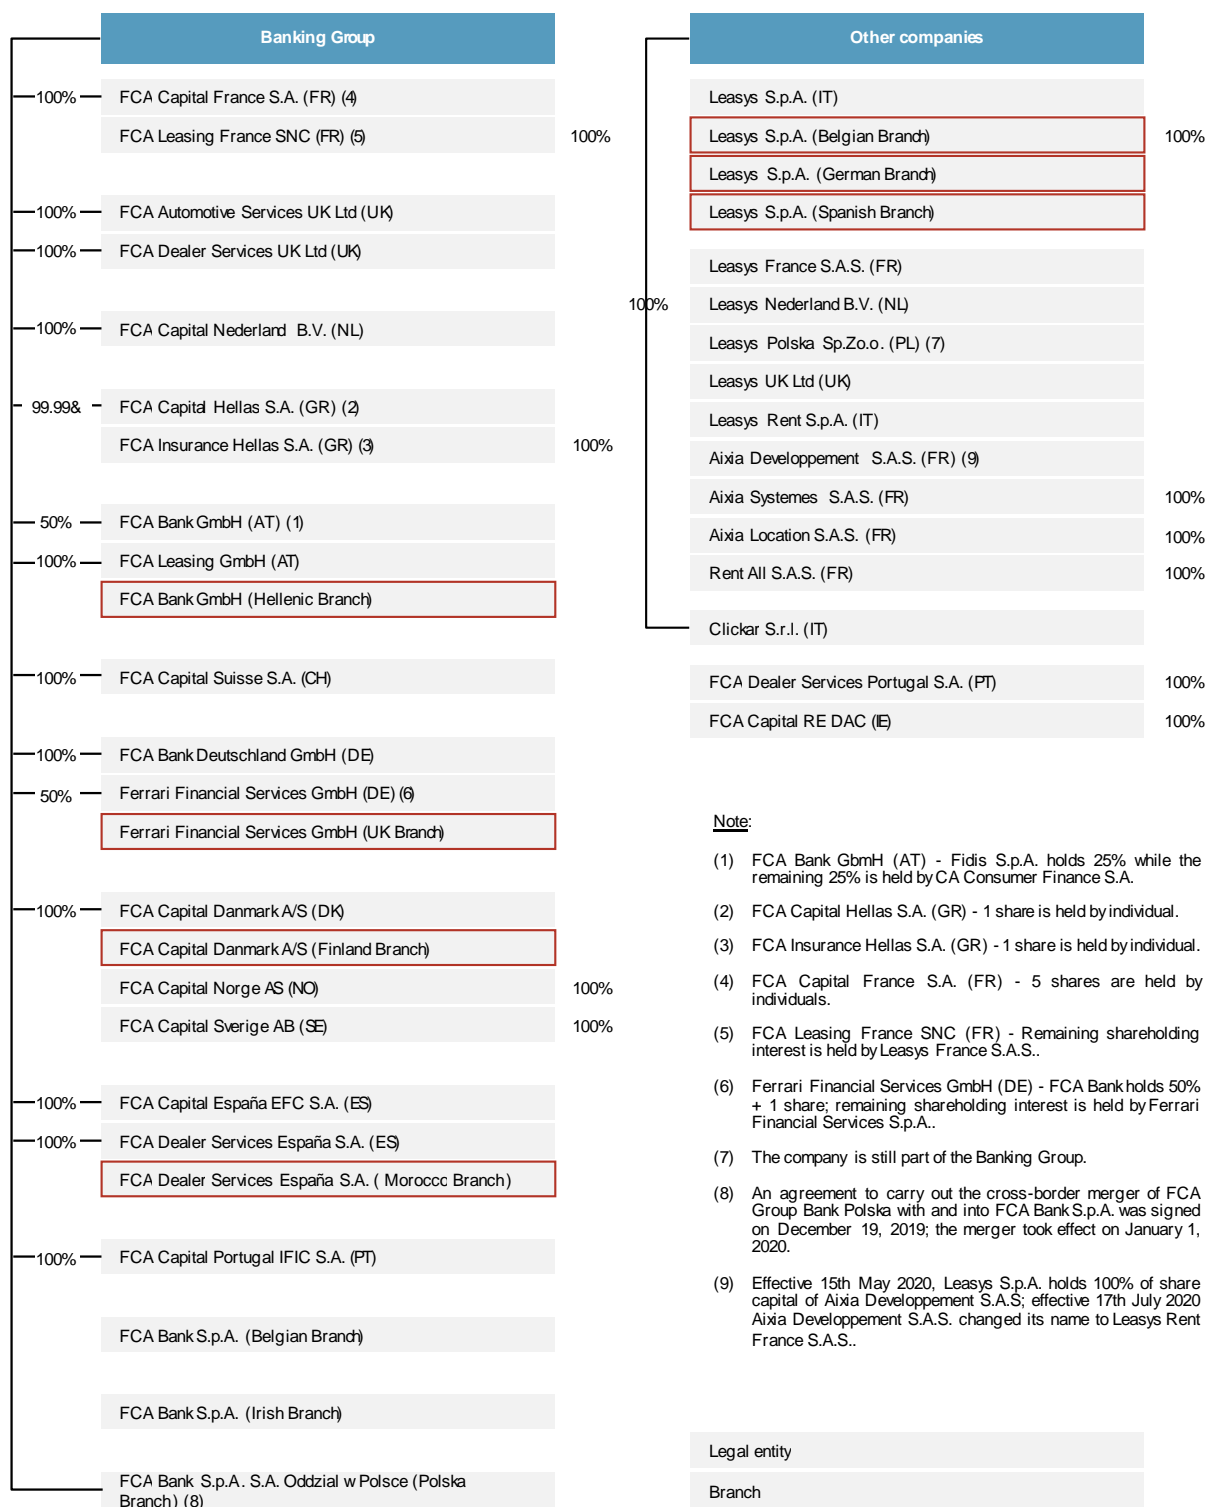 Banking Group
100%
FCA Capital France S.A. (FR) (4)
FCA Leasing France SNC (FR) (5)
100%
100%
FCA Automotive Services UK Ltd (UK)
100%
FCA Dealer Services UK Ltd (UK)
100%
FCA Capital Nederland B.V. (NL)
99.99&
FCA Capital Hellas S.A. (GR) (2)
FCA Insurance Hellas S.A. (GR) (3)
100%
50%
FCA Bank GmbH (AT) (1)
100%
FCA Leasing GmbH (AT)
FCA Bank GmbH (Hellenic Branch)
100%
FCA Capital Suisse S.A. (CH)
100%
FCA Bank Deutschland GmbH (DE)
50%
Ferrari Financial Services GmbH (DE) (6)
Ferrari Financial Services GmbH (UK Branch)
100%
FCA Capital Danmark A/S (DK)
FCA Capital Danmark A/S (Finland Branch)
FCA Capital Norge AS (NO)
100%
FCA Capital Sverige AB (SE)
100%
100%
FCA Capital España EFC S.A. (ES)
100%
FCA Dealer Services España S.A. (ES)
FCA Dealer Services España S.A. ( Morocco Branch)
100%
FCA Capital Portugal IFIC S.A. (PT)
FCA Bank S.p.A. (Belgian Branch)
FCA Bank S.p.A. (Irish Branch)
FCA Bank S.p.A. S.A. Oddzial w Polsce (Polska
Branch) (8)
Other companies
Leasys S.p.A. (IT)
Leasys S.p.A. (Belgian Branch)
100%
Leasys S.p.A. (German Branch)
Leasys S.p.A. (Spanish Branch)
Leasys France S.A.S. (FR)
100%
Leasys Nederland B.V. (NL)
Leasys Polska Sp.Zo.o. (PL) (7)
Leasys UK Ltd (UK)
Leasys Rent S.p.A. (IT)
Aixia Developpement S.A.S. (FR) (9)
Aixia Systemes S.A.S. (FR)
100%
Aixia Location S.A.S. (FR)
100%
Rent All S.A.S. (FR)
100%
Clickar S.r.l. (IT)
FCA Dealer Services Portugal S.A. (PT)
100%
FCA Capital RE DAC (IE)
100%
Note:
(1) FCA Bank GbmH (AT) - Fidis S.p.A. holds 25% while the
remaining 25% is held by CA Consumer Finance S.A.
(2) FCA Capital Hellas S.A. (GR) - 1 share is held by individual.
(3) FCA Insurance Hellas S.A. (GR) - 1 share is held by individual.
(4) FCA Capital France S.A. (FR) - 5 shares are held by
individuals.
(5) FCA Leasing France SNC (FR) - Remaining shareholding
interest is held by Leasys France S.A.S..
(6) Ferrari Financial Services GmbH (DE) - FCA Bank holds 50%
+ 1 share; remaining shareholding interest is held by Ferrari
Financial Services S.p.A..
(7) The company is still part of the Banking Group.
(8) An agreement to carry out the cross-border merger of FCA
Group Bank Polska with and into FCA Bank S.p.A. was signed
on December 19, 2019; the merger took effect on January 1,
2020.
(9) Effective 15th May 2020, Leasys S.p.A. holds 100% of share
capital of Aixia Developpement S.A.S; effective 17th July 2020
Aixia Developpement S.A.S. changed its name to Leasys Rent
France S.A.S..
Legal entity
Branch